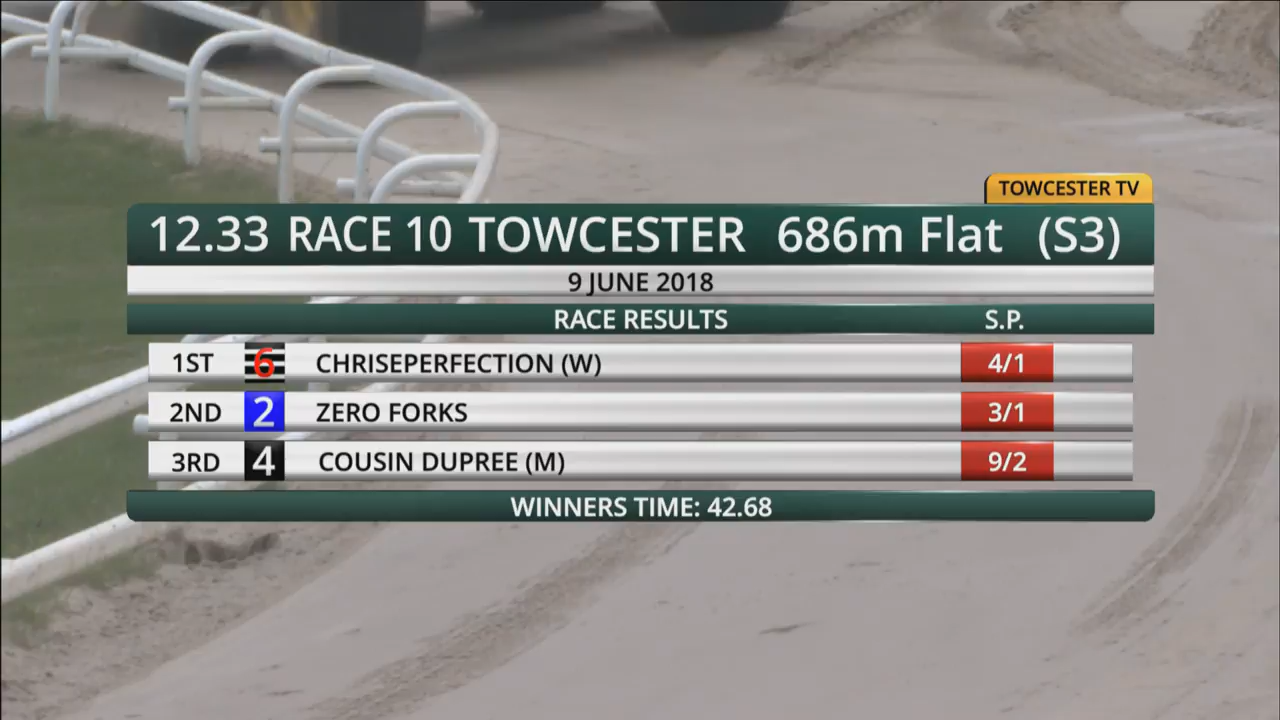 TOWCESTER TV
12.33 RACE 10 TOWCESTER 686m Flat (S3)
9 JUNE 2018
RACE RESULTS S.P.
1ST 6 CHRISEPERFECTION (W) 4/1
2ND 2 ZERO FORKS 3/1
3RD 4 COUSIN DUPREE (M) 9/2
WINNERS TIME: 42.68